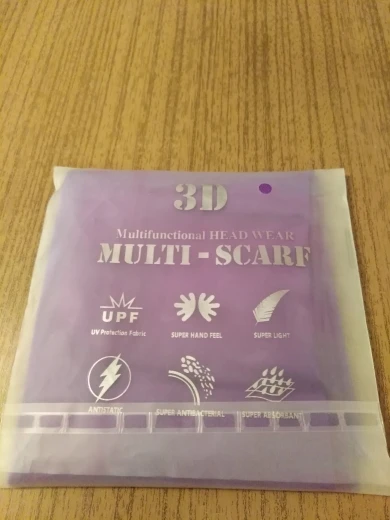 3D
Multifunctional HEAD WEAR
MULTI - SCARF
UPF
UV Protection Fabric
SUPER HAND FEEL
SUPER LIGHT
ANTISTATIC
SUPER ANTIBACTERIAL
SUPER ABSORBANT